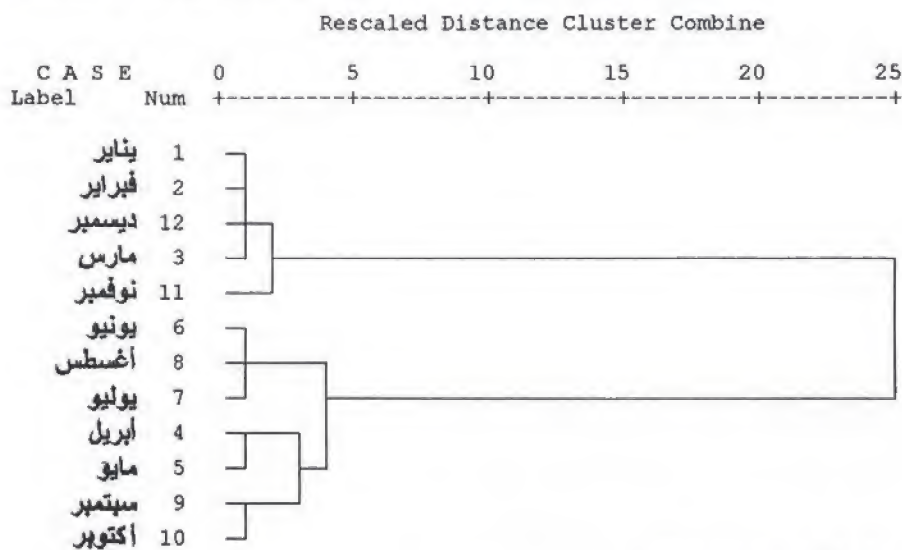 Rescaled Distance Cluster Combine
C A S E 0 5 10 15 20 25
Label Num +---------+---------+---------+---------+---------+
يناير 1
فبراير 2
ديسمبر 12
مارس 3
نوفمبر 11
يونيو 6
أغسطس 8
يوليو 7
أبريل 4
مايو 5
سبتمبر 9
أكتوبر 10